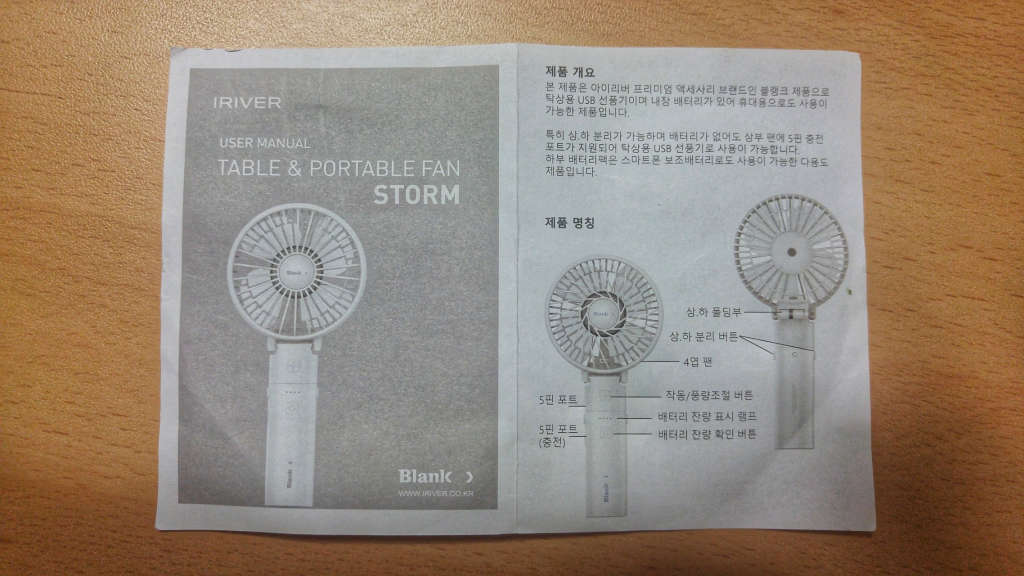 IRIVER
USER MANUAL
TABLE & PORTABLE FAN
STORM
Blank
Blank
Blank
WWW.IRIVER.CO.KR
제품 개요
본 제품은 아이리버 프리미엄 액세사리 브랜드인 블랭크 제품으로
탁상용 USB 선풍기이며 내장 배터리가 있어 휴대용으로도 사용이
가능한 제품입니다.
특히 상.하 분리가 가능하며 배터리가 없어도 상부 팬에 5핀 충전
포트가 지원되어 탁상용 USB 선풍기로 사용이 가능합니다.
하부 배터리팩은 스마트폰 보조배터리로도 사용이 가능한 다용도
제품입니다.
제품 명칭
Blank
상.하 폴딩부
상.하 분리 버튼
4엽 팬
5핀 포트
작동/풍량조절 버튼
배터리 잔량 표시 램프
5핀 포트
(충전)
배터리 잔량 확인 버튼
Blank